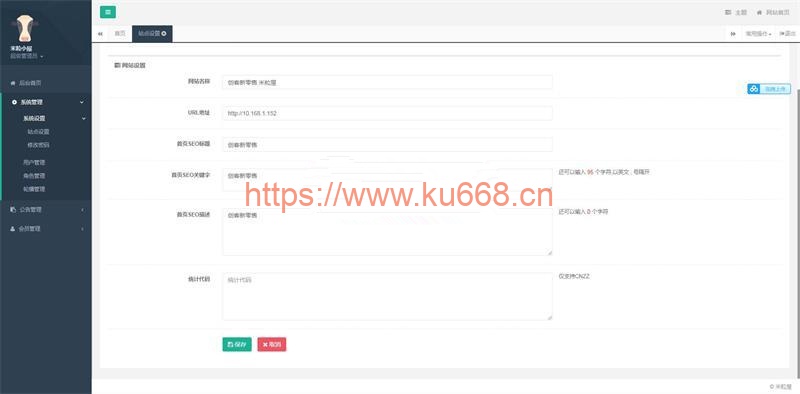 主题
网站首页
米粒小屋
超级管理员
首页
站点设置
常用操作
退出
后台首页
系统管理
系统设置
站点设置
修改密码
用户管理
角色管理
轮播管理
公告管理
会员管理
网站设置
网站名称
创客新零售 米粒屋
URL地址
http://10.168.1.152
首页SEO标题
创客新零售
首页SEO关键字
创客新零售
还可以输入 95 个字符,以英文 , 号隔开
https://www.ku668.cn
首页SEO描述
创客新零售
还可以输入 0 个字符
统计代码
统计代码
仅支持CNZZ
保存
取消
拖拽上传
© 米粒屋